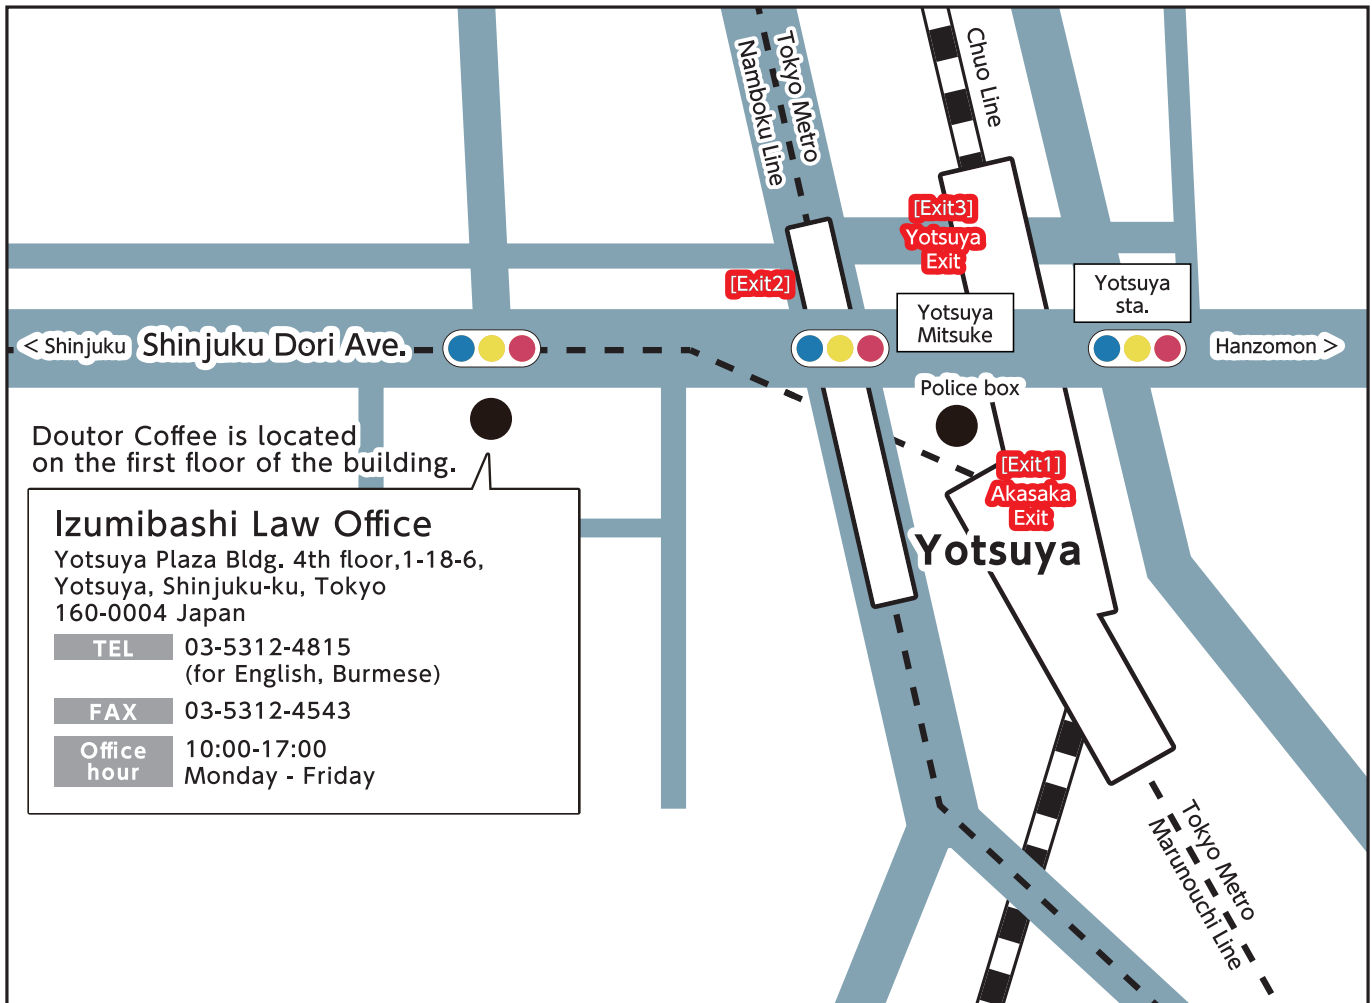 Tokyo Metro
Namboku Line
Chuo Line
[Exit3]
Yotsuya
Exit
[Exit2]
Yotsuya
Mitsuke
Yotsuya
sta.
< Shinjuku
Shinjuku Dori Ave.
Hanzomon >
Police box
Doutor Coffee is located
on the first floor of the building.
[Exit1]
Akasaka
Exit
Yotsuya
Izumibashi Law Office
Yotsuya Plaza Bldg. 4th floor,1-18-6,
Yotsuya, Shinjuku-ku, Tokyo
160-0004 Japan
TEL 03-5312-4815
(for English, Burmese)
FAX 03-5312-4543
Office
hour
10:00-17:00
Monday - Friday
Tokyo Metro
Marunouchi Line